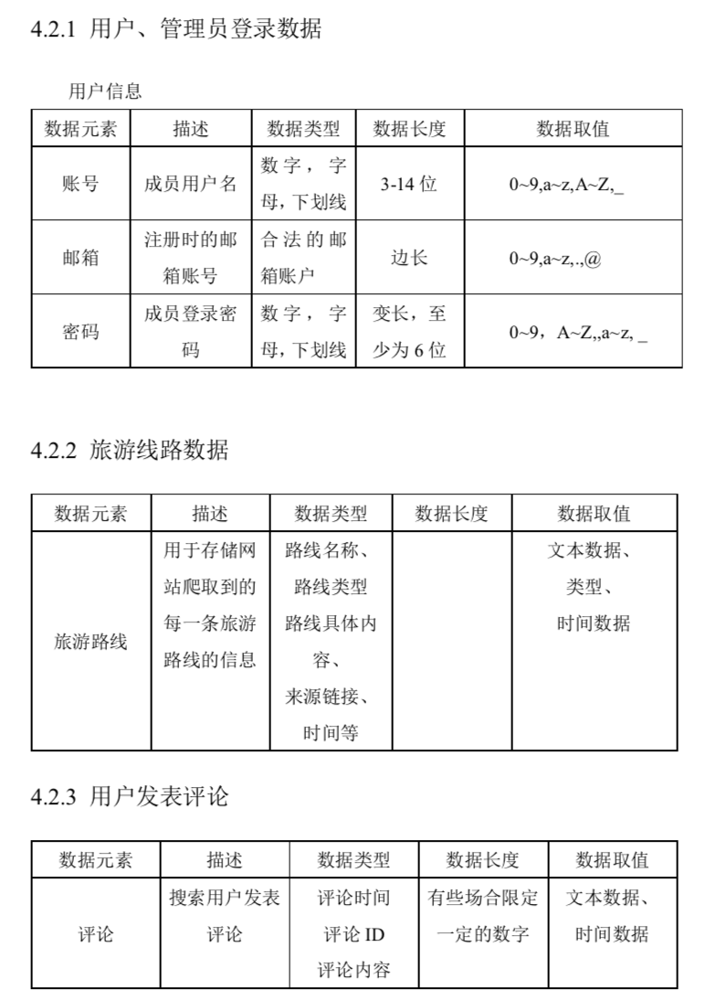 4.2.1 用户、管理员登录数据
用户信息
数据元素 描述 数据类型 数据长度 数据取值
账号 成员用户名 数字，字 3-14 位 0~9,a~z,A~Z,_
母，下划线
邮箱 注册时的邮 合法的邮 边长 0~9,a~z,.,@
箱账号 箱账户
密码 成员登录密 数字，字 变长，至 0~9，A~Z,,a~z, _
码 母，下划线 少为 6 位
4.2.2 旅游线路数据
数据元素 描述 数据类型 数据长度 数据取值
旅游路线 用于存储网 路线名称、 文本数据、
站爬取到的 路线类型 类型、
每一条旅游 路线具体内 时间数据
路线的信息 容、
来源链接、
时间等
4.2.3 用户发表评论
数据元素 描述 数据类型 数据长度 数据取值
评论 搜索用户发表 评论时间 有些场合限定 文本数据、
评论 评论 ID 一定的数字 时间数据
评论内容